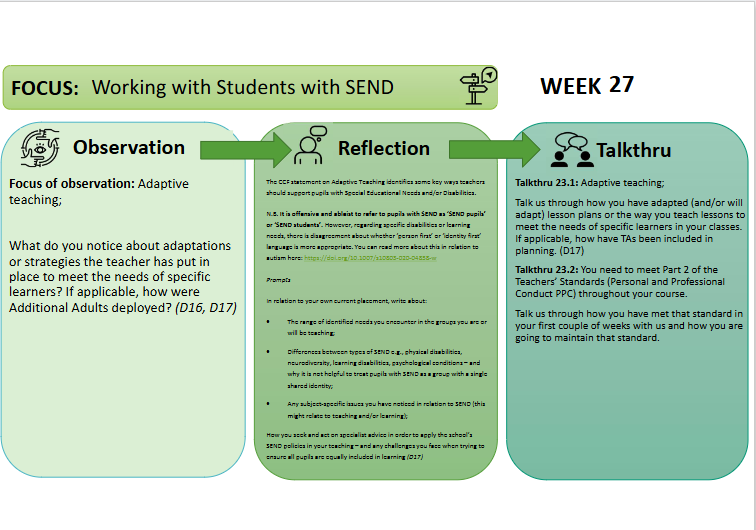 FOCUS: Working with Students with SEND
WEEK 27
Observation
Focus of observation: Adaptive
teaching;
What do you notice about adaptations
or strategies the teacher has put in
place to meet the needs of specific
learners? If applicable, how were
Additional Adults deployed? (D16, D17)
Reflection
The CCF statement on Adaptive Teaching identifies some key ways teachers
should support pupils with Special Educational Needs and/or Disabilities.
N.B. It is offensive and ableist to refer to pupils with SEND as ‘SEND pupils’
or ‘SEND students’. However, regarding specific disabilities or learning
needs, there is disagreement about whether ‘person first’ or ‘identity first’
language is more appropriate. You can read more about this in relation to
autism here: https://doi.org/10.1007/s10803-020-04858-w
Prompts
In relation to your own current placement, write about:
• The range of identified needs you encounter in the groups you are or
will be teaching;
• Differences between types of SEND e.g., physical disabilities,
neurodiversity, learning disabilities, psychological conditions – and
why it is not helpful to treat pupils with SEND as a group with a single
shared identity;
• Any subject-specific issues you have noticed in relation to SEND (this
might relate to teaching and/or learning);
How you seek and act on specialist advice in order to apply the school’s
SEND policies in your teaching – and any challenges you face when trying to
ensure all pupils are equally included in learning (D17)
Talkthru
Talkthru 23.1: Adaptive teaching;
Talk us through how you have adapted (and/or will
adapt) lesson plans or the way you teach lessons to
meet the needs of specific learners in your classes.
If applicable, how have TAs been included in
planning. (D17)
Talkthru 23.2: You need to meet Part 2 of the
Teachers’ Standards (Personal and Professional
Conduct PPC) throughout your course.
Talk us through how you have met that standard in
your first couple of weeks with us and how you are
going to maintain that standard.